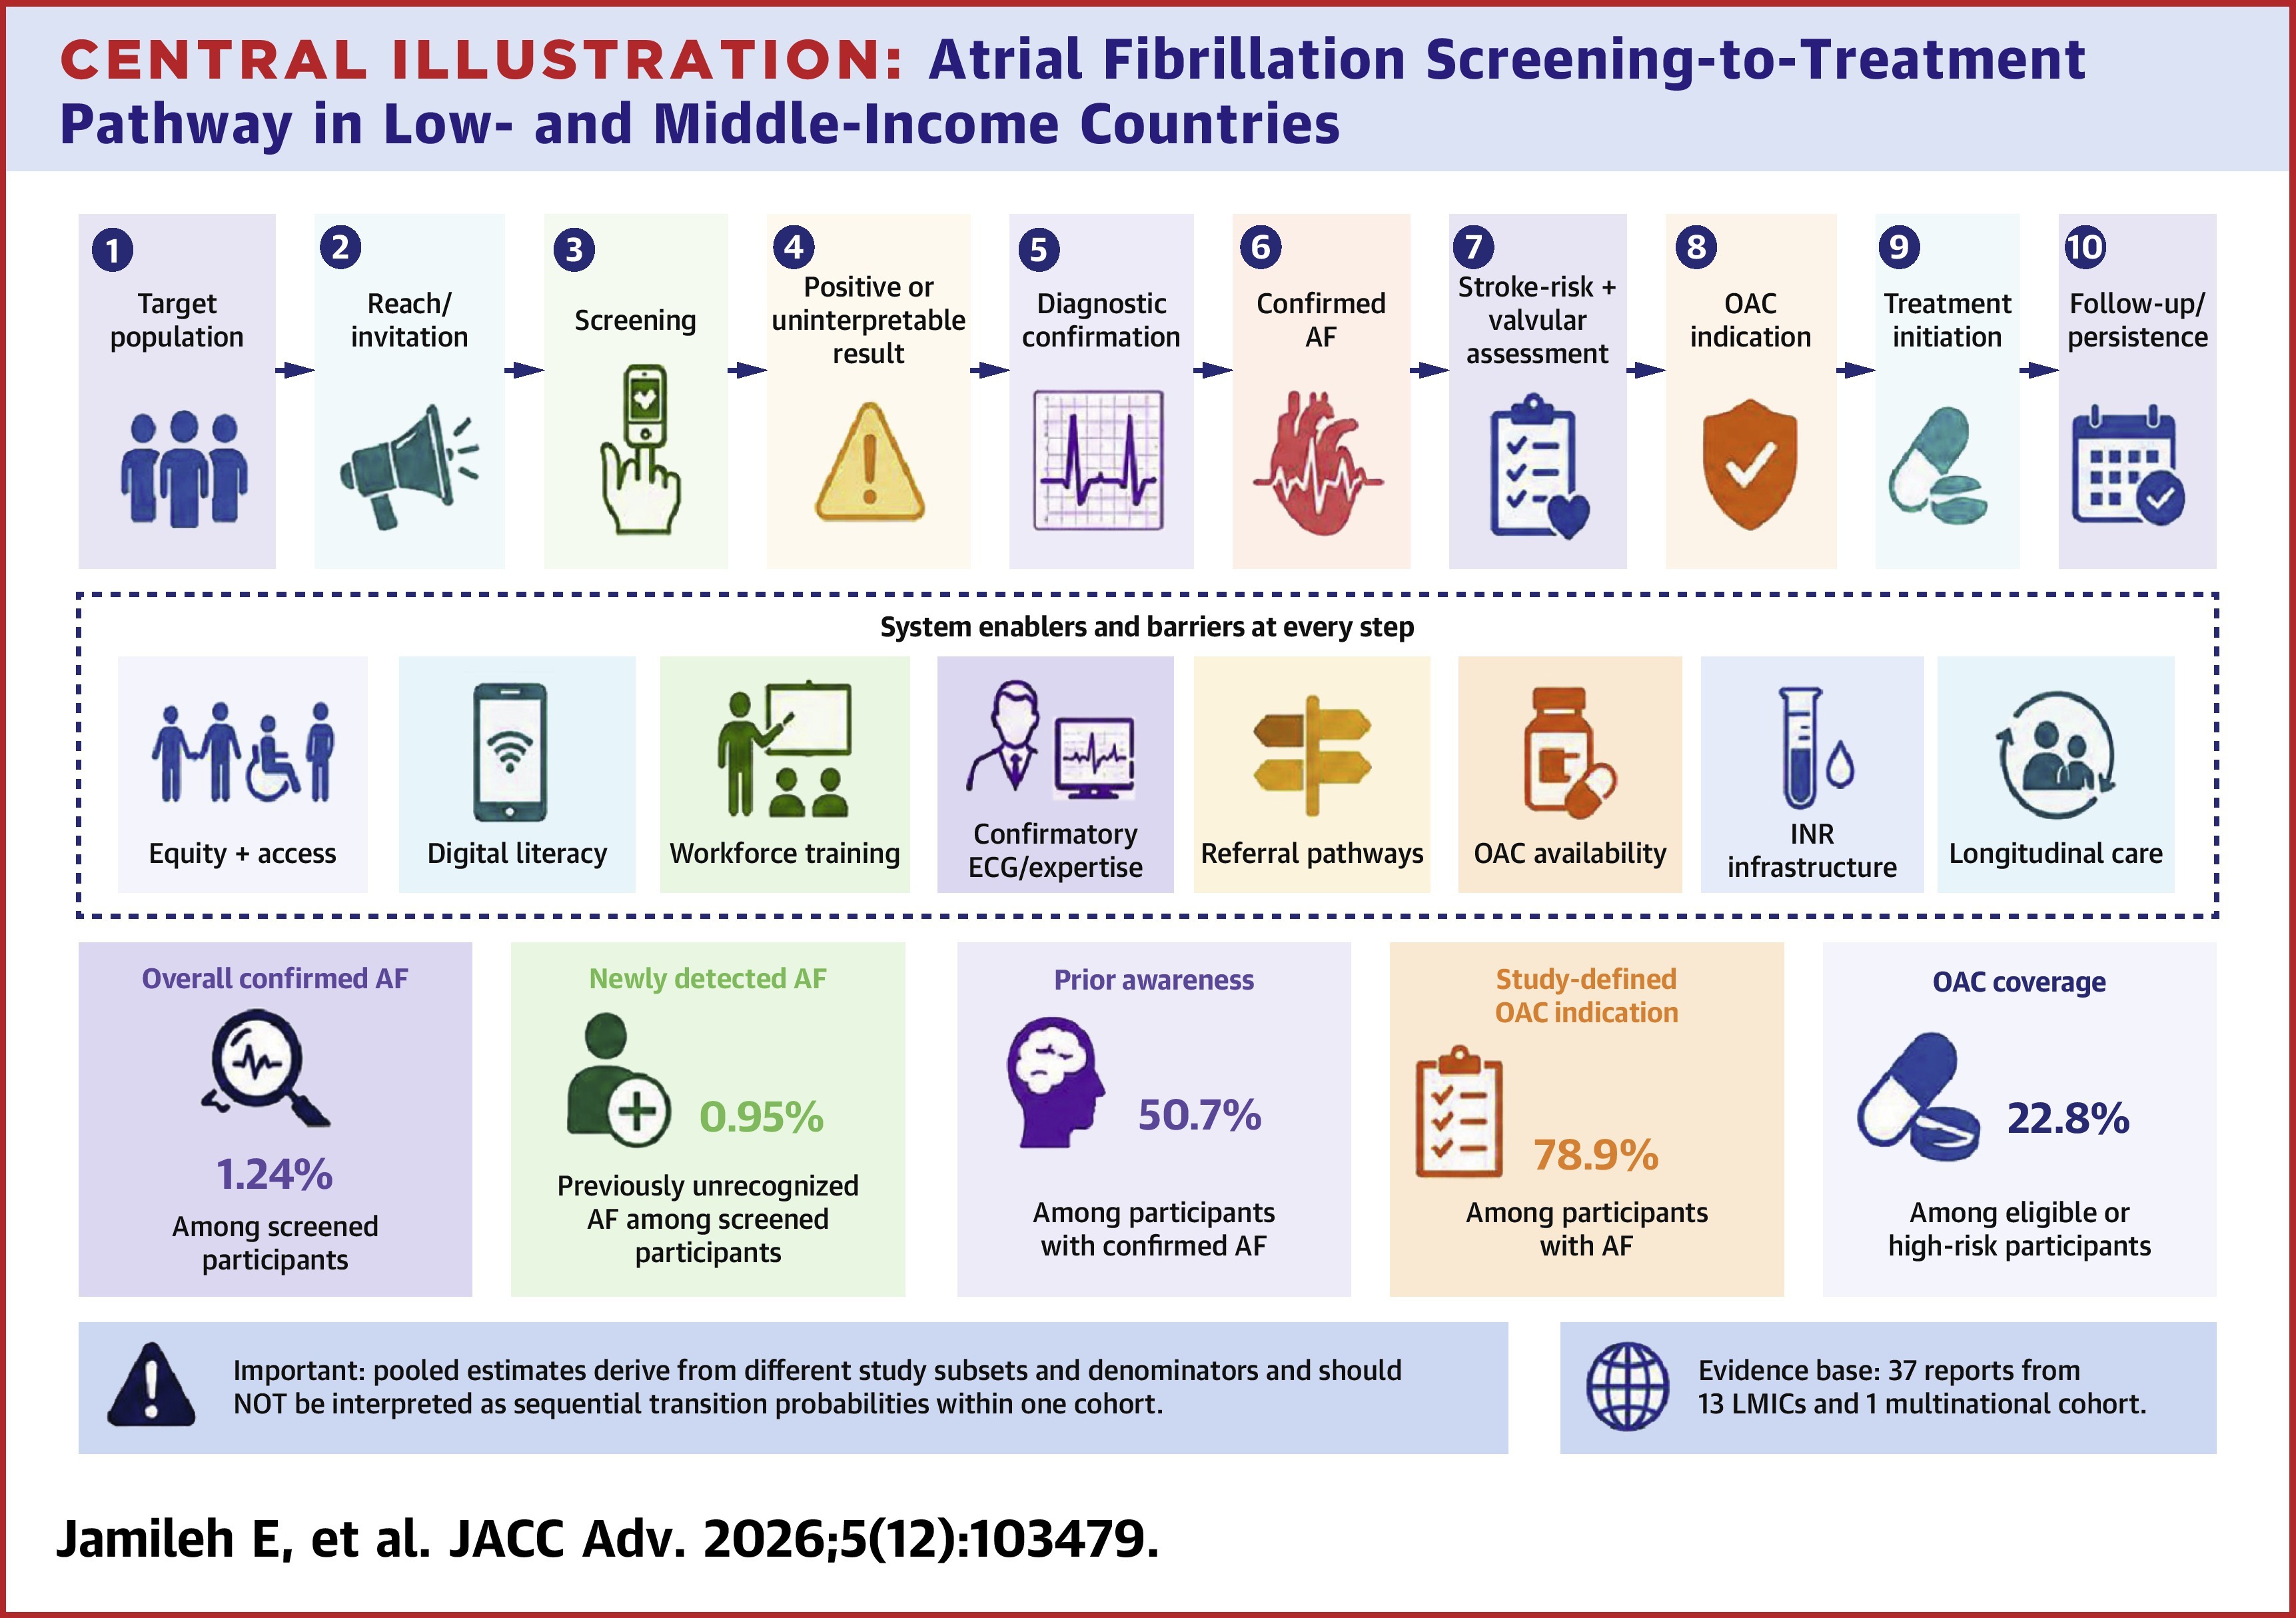 CENTRAL ILLUSTRATION: Atrial Fibrillation Screening-to-Treatment
Pathway in Low- and Middle-Income Countries
1
Target
population
2
Reach/
invitation
3
Screening
4
Positive or
uninterpretable
result
5
Diagnostic
confirmation
6
Confirmed
AF
7
Stroke-risk +
valvular
assessment
8
OAC
indication
9
Treatment
initiation
10
Follow-up/
persistence
System enablers and barriers at every step
Equity + access
Digital literacy
Workforce training
Confirmatory
ECG/expertise
Referral pathways
OAC availability
INR
infrastructure
Longitudinal care
Overall confirmed AF
1.24%
Among screened
participants
Newly detected AF
0.95%
Previously unrecognized
AF among screened
participants
Prior awareness
50.7%
Among participants
with confirmed AF
Study-defined
OAC indication
78.9%
Among participants
with AF
OAC coverage
22.8%
Among eligible or
high-risk participants
Important: pooled estimates derive from different study subsets and denominators and should
NOT be interpreted as sequential transition probabilities within one cohort.
Evidence base: 37 reports from
13 LMICs and 1 multinational cohort.
Jamileh E, et al. JACC Adv. 2026;5(12):103479.